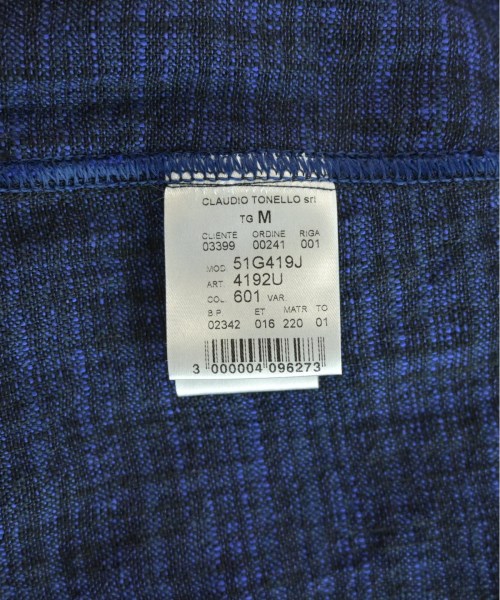 CLAUDIO TONELLO srl
TG M
CLIENTE ORDINE RIGA
03399 00241 001
MOD. 51G419J
ART. 4192U
COL. 601 VAR.
B.P. ET MATR TO
02342 016 220 01
3 000004 096273